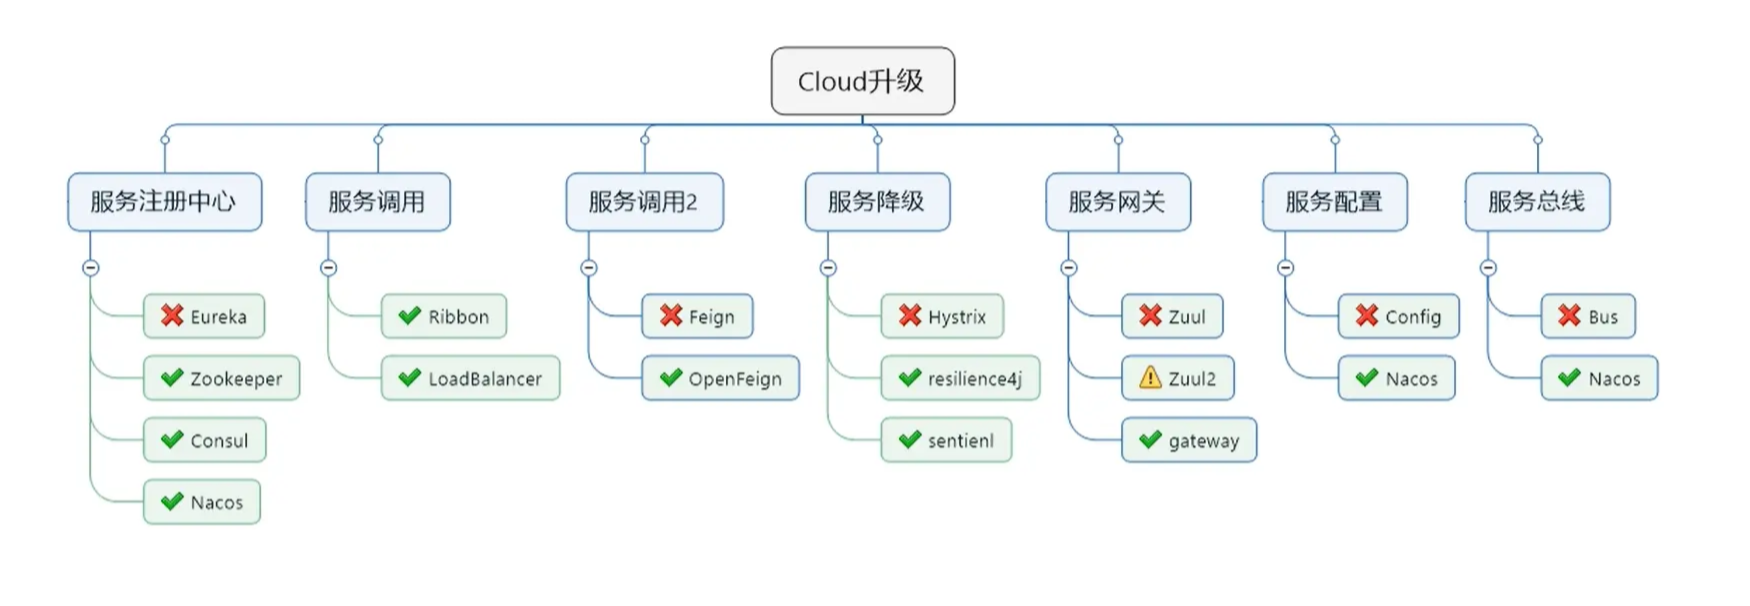 Cloud升级
服务注册中心
Eureka
Zookeeper
Consul
Nacos
服务调用
Ribbon
LoadBalancer
服务调用2
Feign
OpenFeign
服务降级
Hystrix
resilience4j
sentienl
服务网关
Zuul
Zuul2
gateway
服务配置
Config
Nacos
服务总线
Bus
Nacos